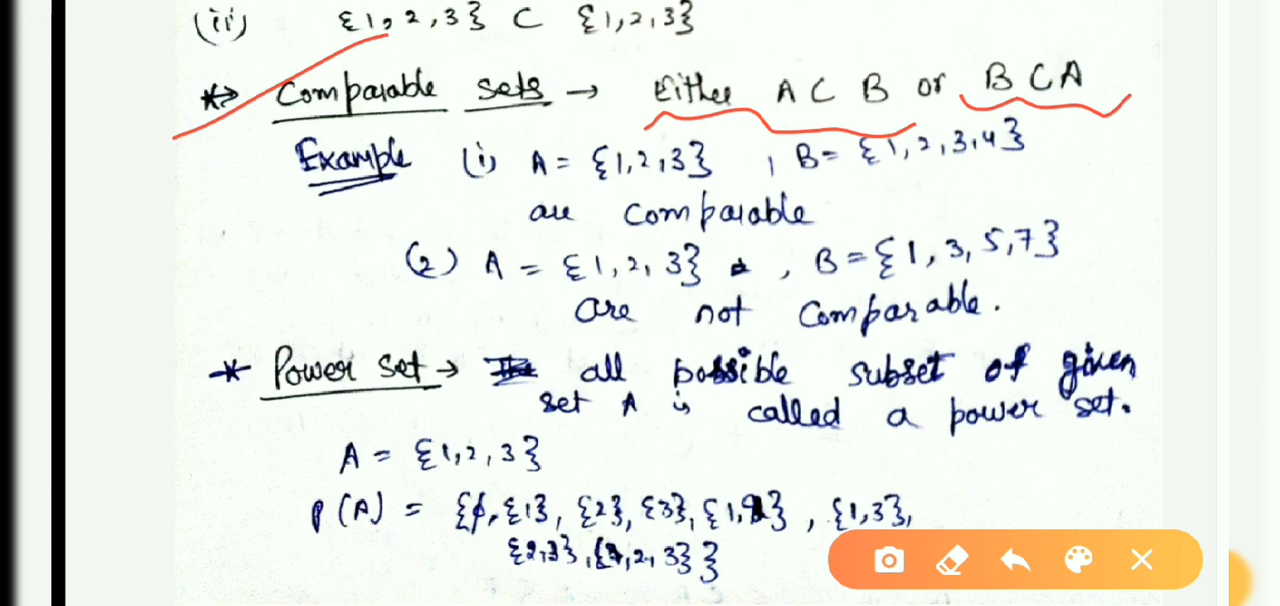 (ii) {1,2,3} ⊂ {1,2,3}
* Comparable sets → Either A ⊂ B or B ⊂ A
Example (i) A = {1,2,3} , B = {1,2,3,4}
are comparable
(2) A = {1,2,3} , B = {1,3,5,7}
are not comparable.
* Power set → all possible subset of given
set A is called a power set.
A = {1,2,3}
P(A) = {ϕ, {1}, {2}, {3}, {1,2}, {1,3},
{2,3}, {1,2,3}}